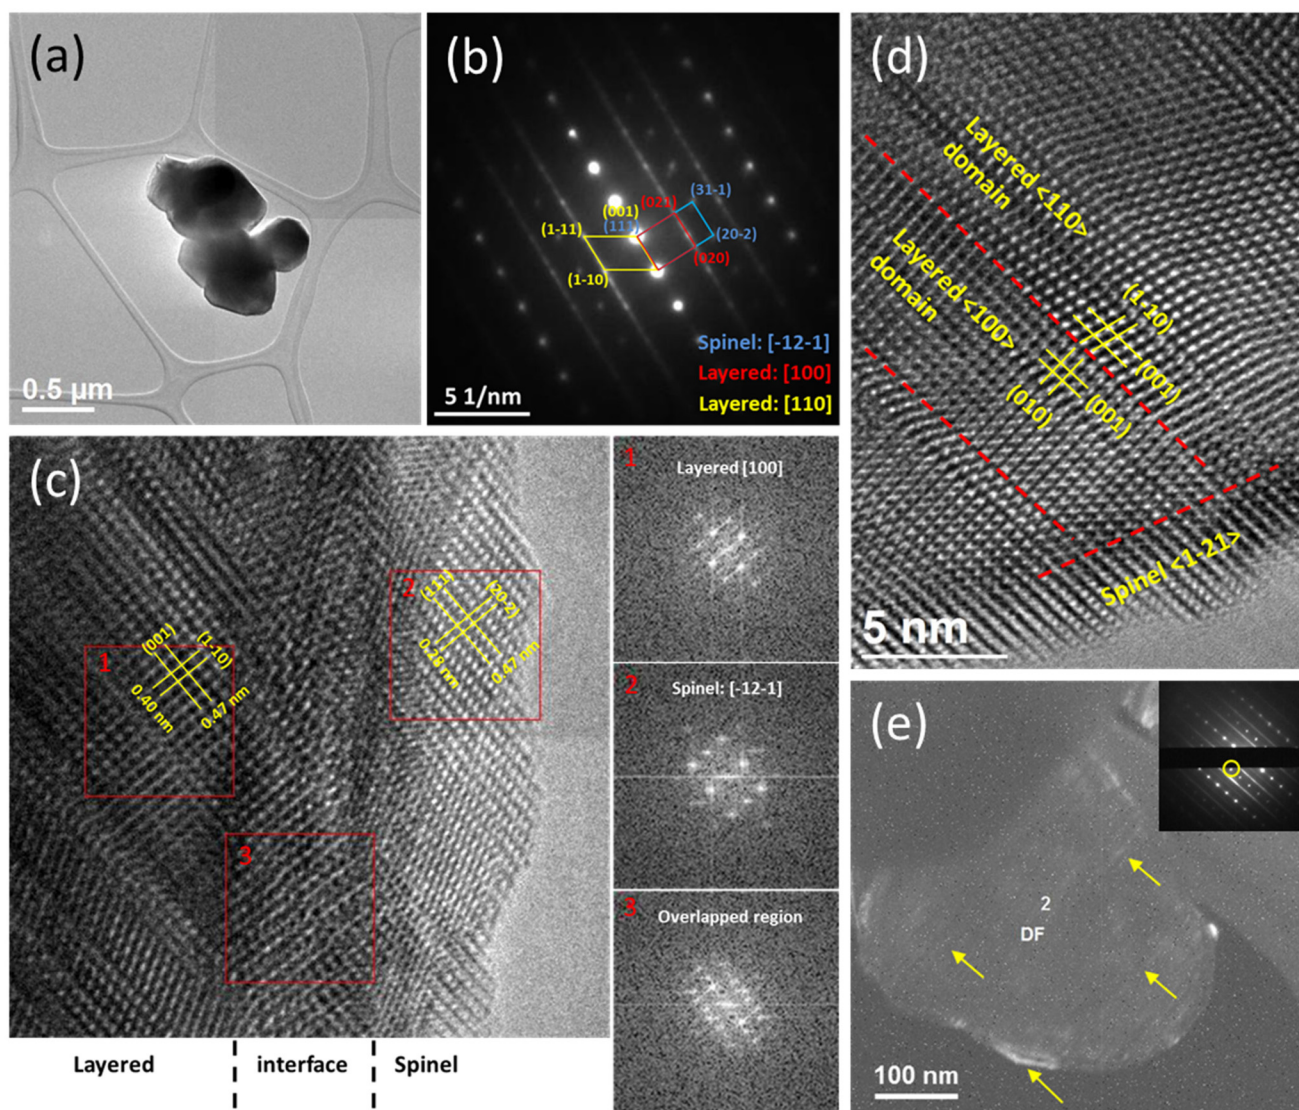 (a)
0.5 µm
(b)
(31-1)
(021)
(001)
(111)
(1-11)
(20-2)
(020)
(1-10)
Spinel: [-12-1]
Layered: [100]
Layered: [110]
5 1/nm
(c)
1
(001)
(1-10)
0.40 nm
0.47 nm
2
(111)
(20-2)
0.28 nm
0.47 nm
3
Layered
interface
Spinel
1
Layered [100]
2
Spinel: [-12-1]
3
Overlapped region
(d)
Layered <110>
domain
Layered <100>
domain
(1-10)
(001)
(010)
(001)
Spinel <1-21>
5 nm
(e)
2
DF
100 nm